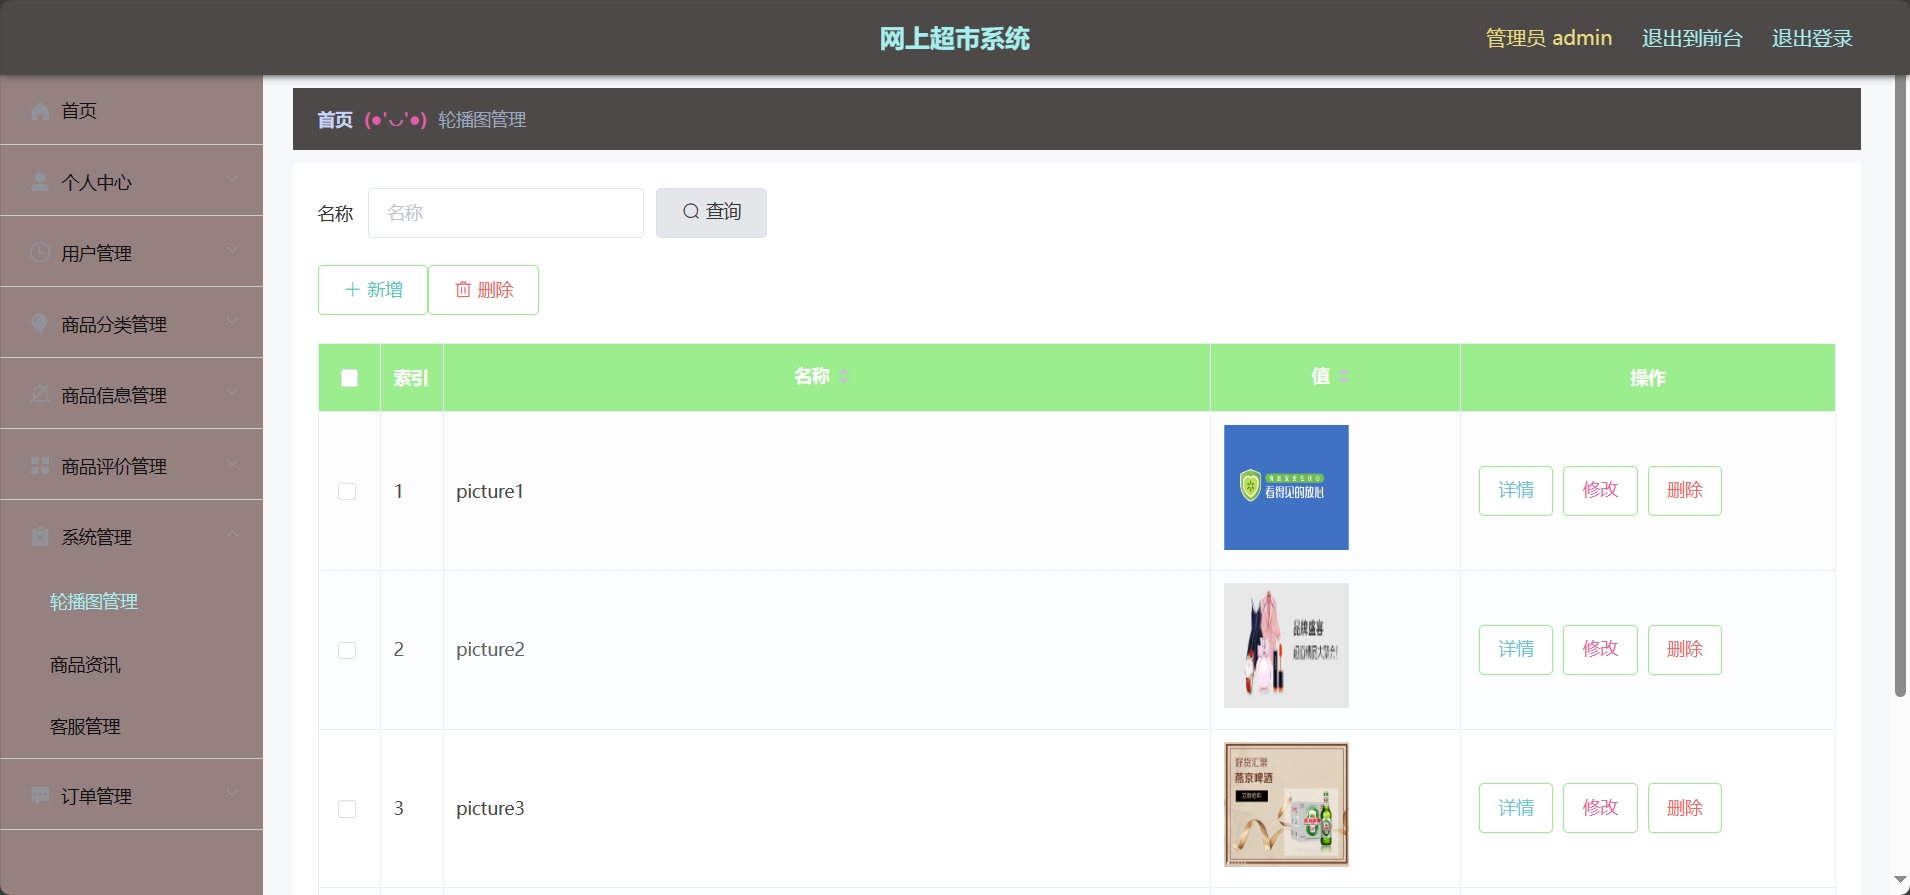 网上超市系统
管理员 admin
退出到前台
退出登录
首页
个人中心
用户管理
商品分类管理
商品信息管理
商品评价管理
系统管理
轮播图管理
商品资讯
客服管理
订单管理
首页 (●'◡'●) 轮播图管理
名称 名称 查询
新增 删除
索引 名称 值 操作
1 picture1 详情 修改 删除
看得见的放心
2 picture2 详情 修改 删除
品牌盛宴
3 picture3 详情 修改 删除
好货汇聚
燕京啤酒